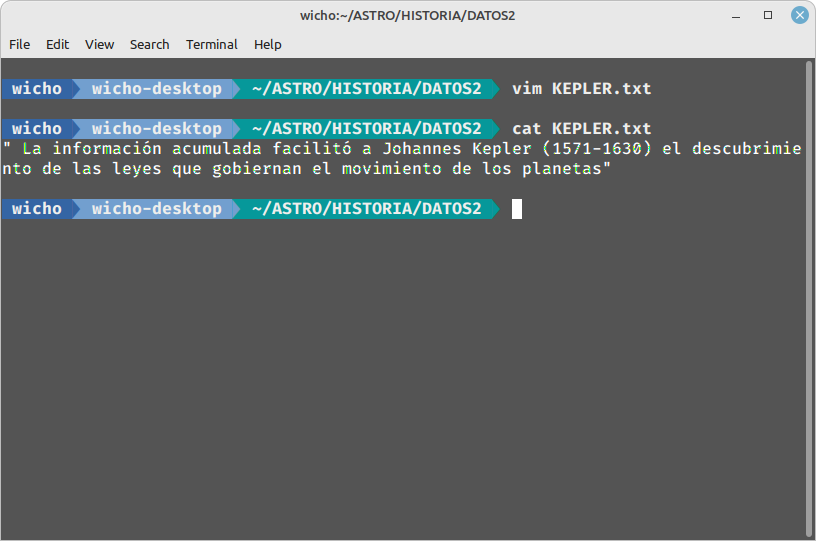 wicho:~/ASTRO/HISTORIA/DATOS2
File Edit View Search Terminal Help
wicho wicho-desktop ~/ASTRO/HISTORIA/DATOS2 vim KEPLER.txt
wicho wicho-desktop ~/ASTRO/HISTORIA/DATOS2 cat KEPLER.txt
" La información acumulada facilitó a Johannes Kepler (1571-1630) el descubrimie
nto de las leyes que gobiernan el movimiento de los planetas"
wicho wicho-desktop ~/ASTRO/HISTORIA/DATOS2